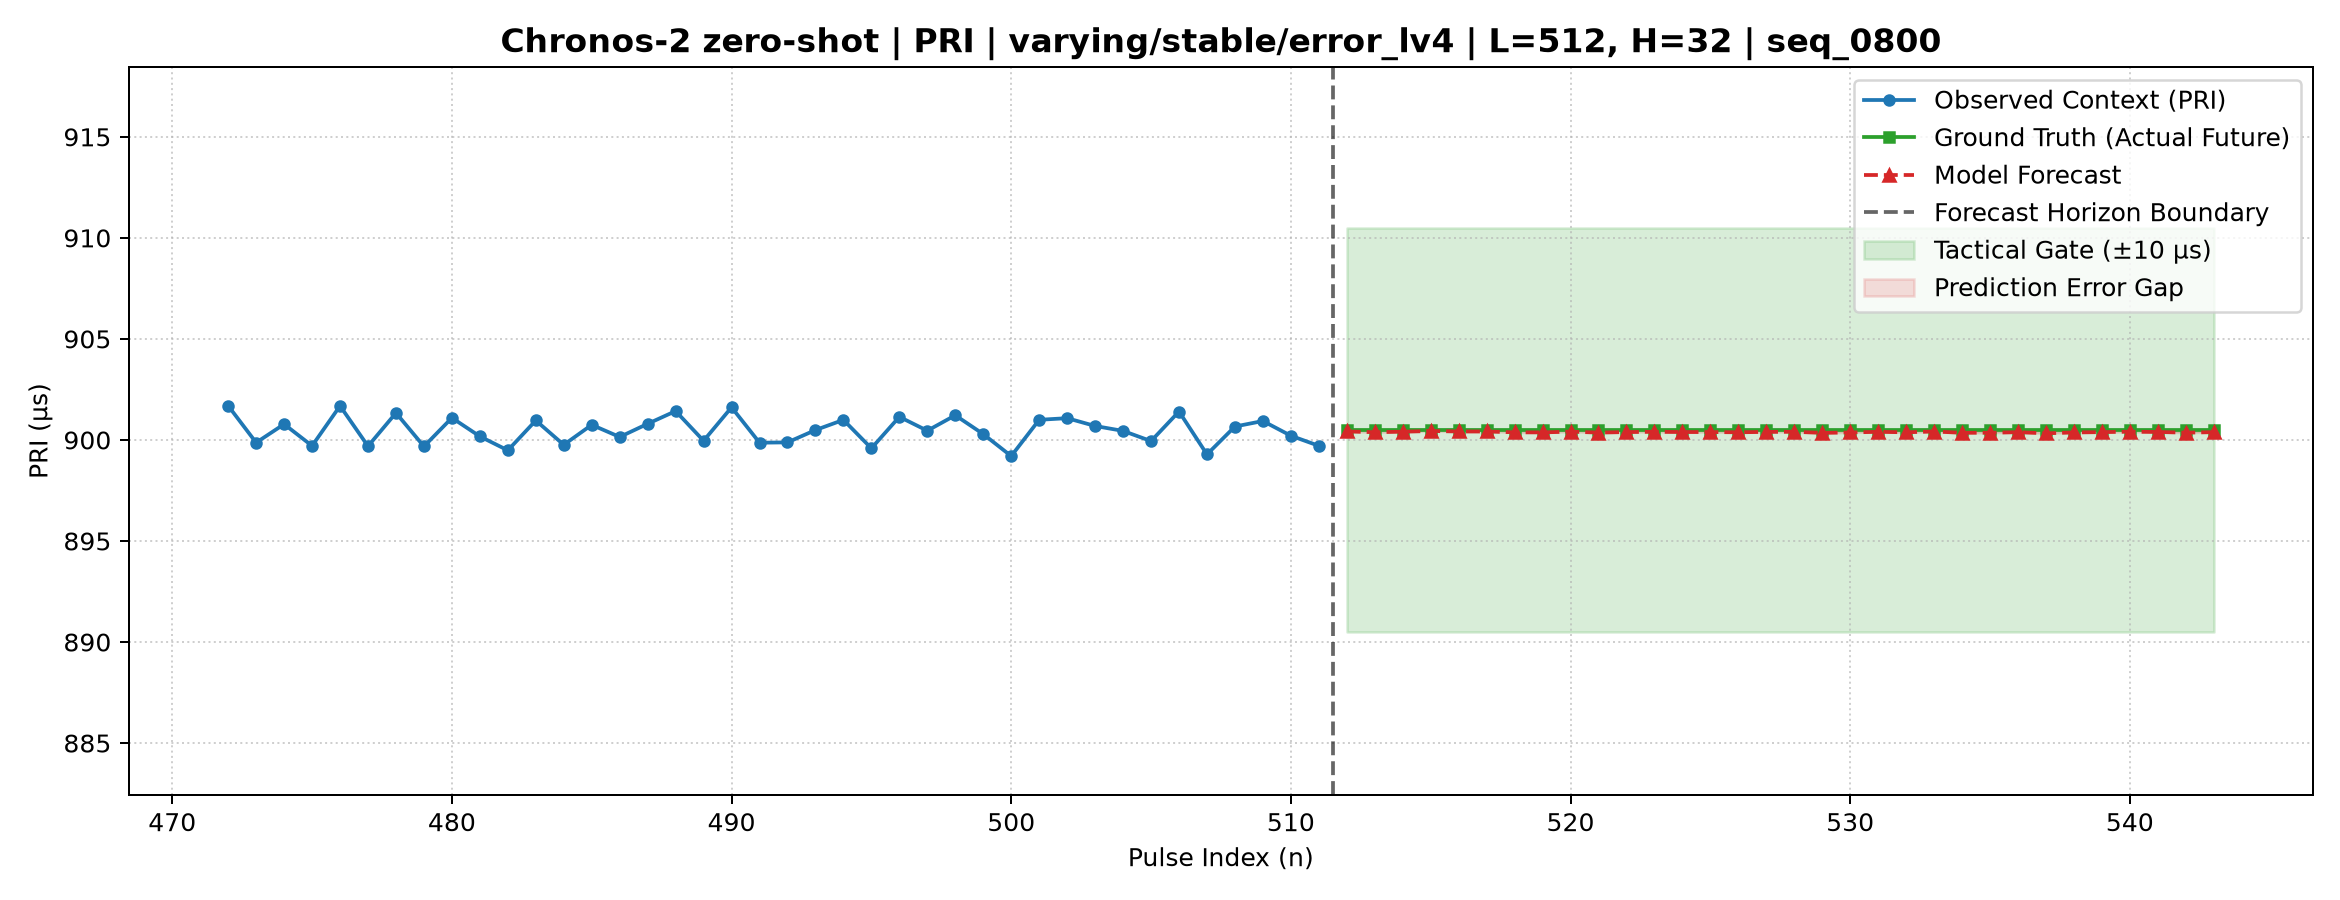 Chronos-2 zero-shot | PRI | varying/stable/error_lv4 | L=512, H=32 | seq_0800
Observed Context (PRI)
Ground Truth (Actual Future)
Model Forecast
Forecast Horizon Boundary
Tactical Gate (±10 µs)
Prediction Error Gap
PRI (µs)
915
910
905
900
895
890
885
470 480 490 500 510 520 530 540
Pulse Index (n)